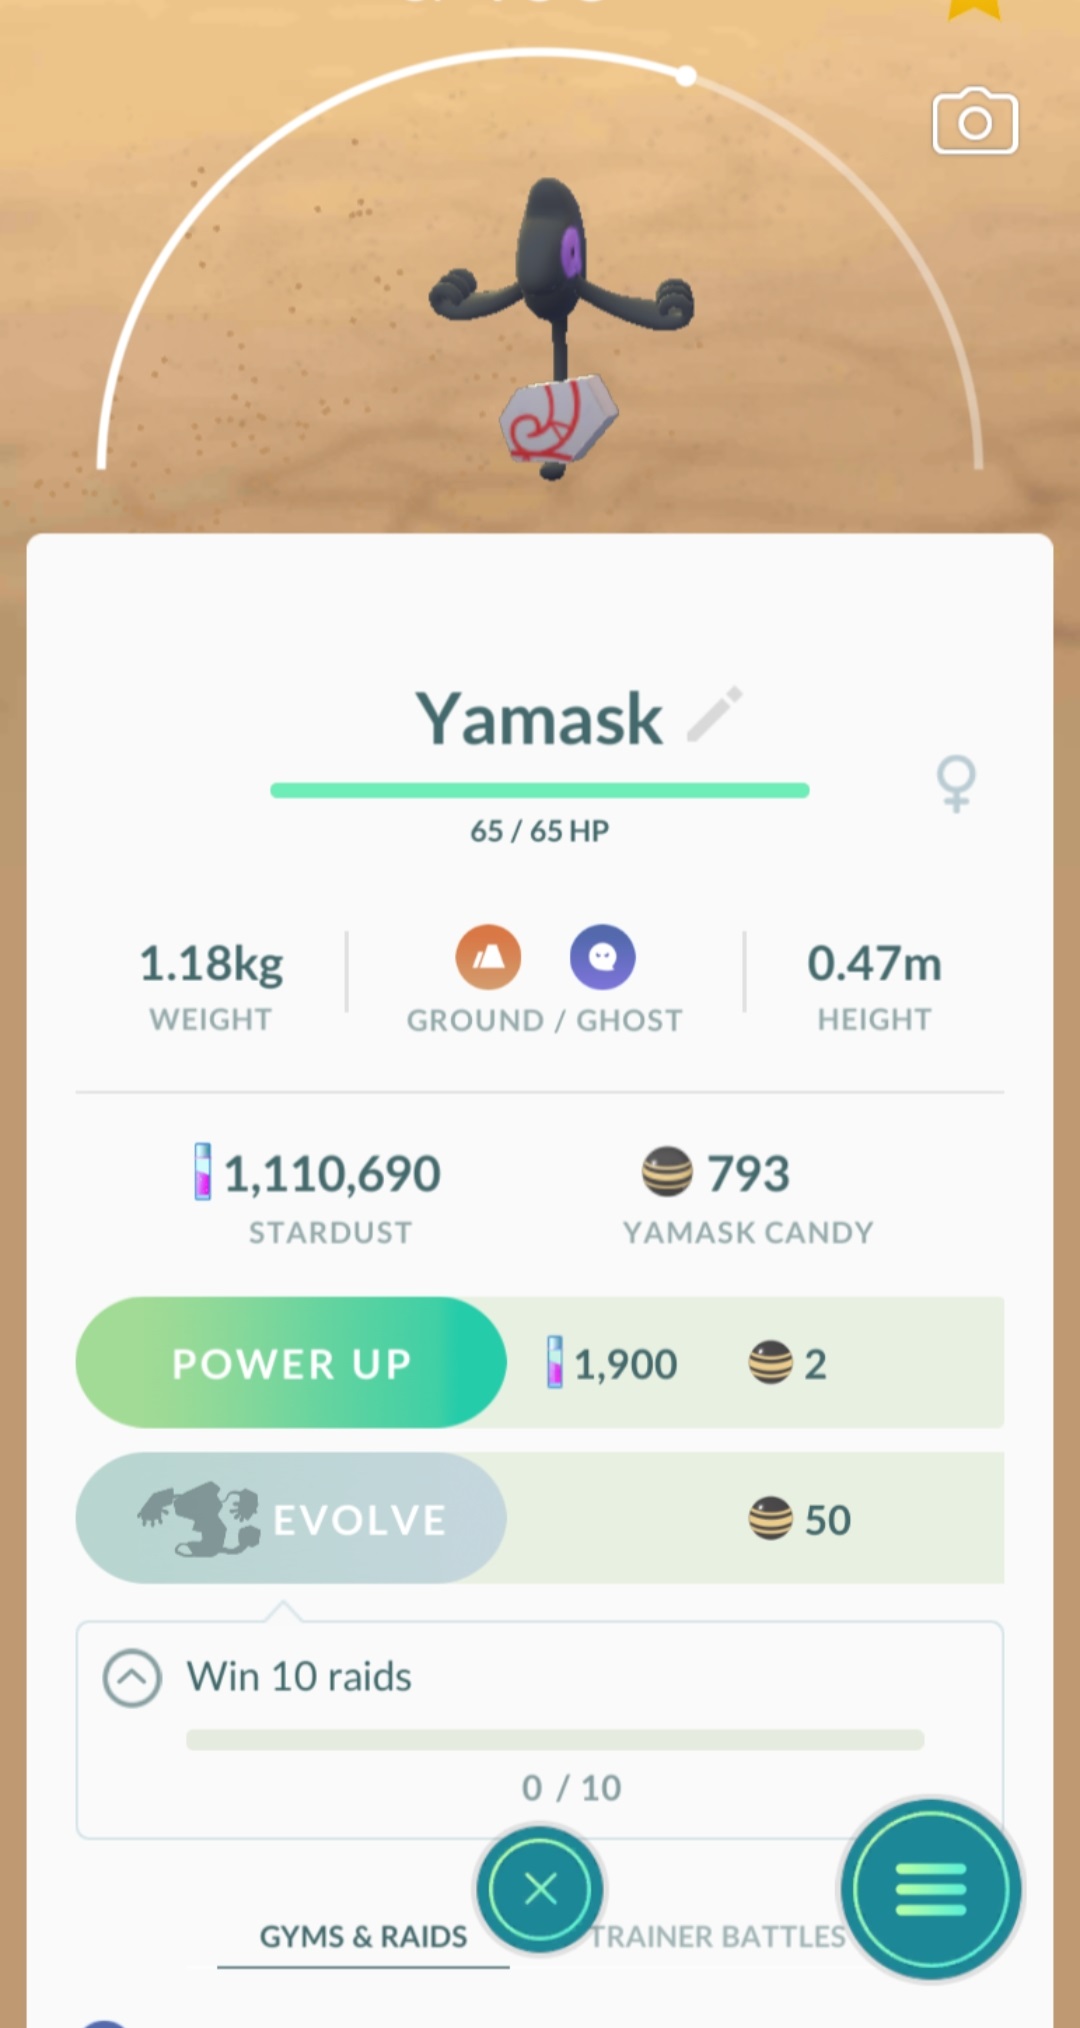 Yamask
65 / 65 HP
1.18kg
WEIGHT
GROUND / GHOST
0.47m
HEIGHT
1,110,690
STARDUST
793
YAMASK CANDY
POWER UP 1,900 2
EVOLVE 50
Win 10 raids
0 / 10
GYMS & RAIDS TRAINER BATTLES